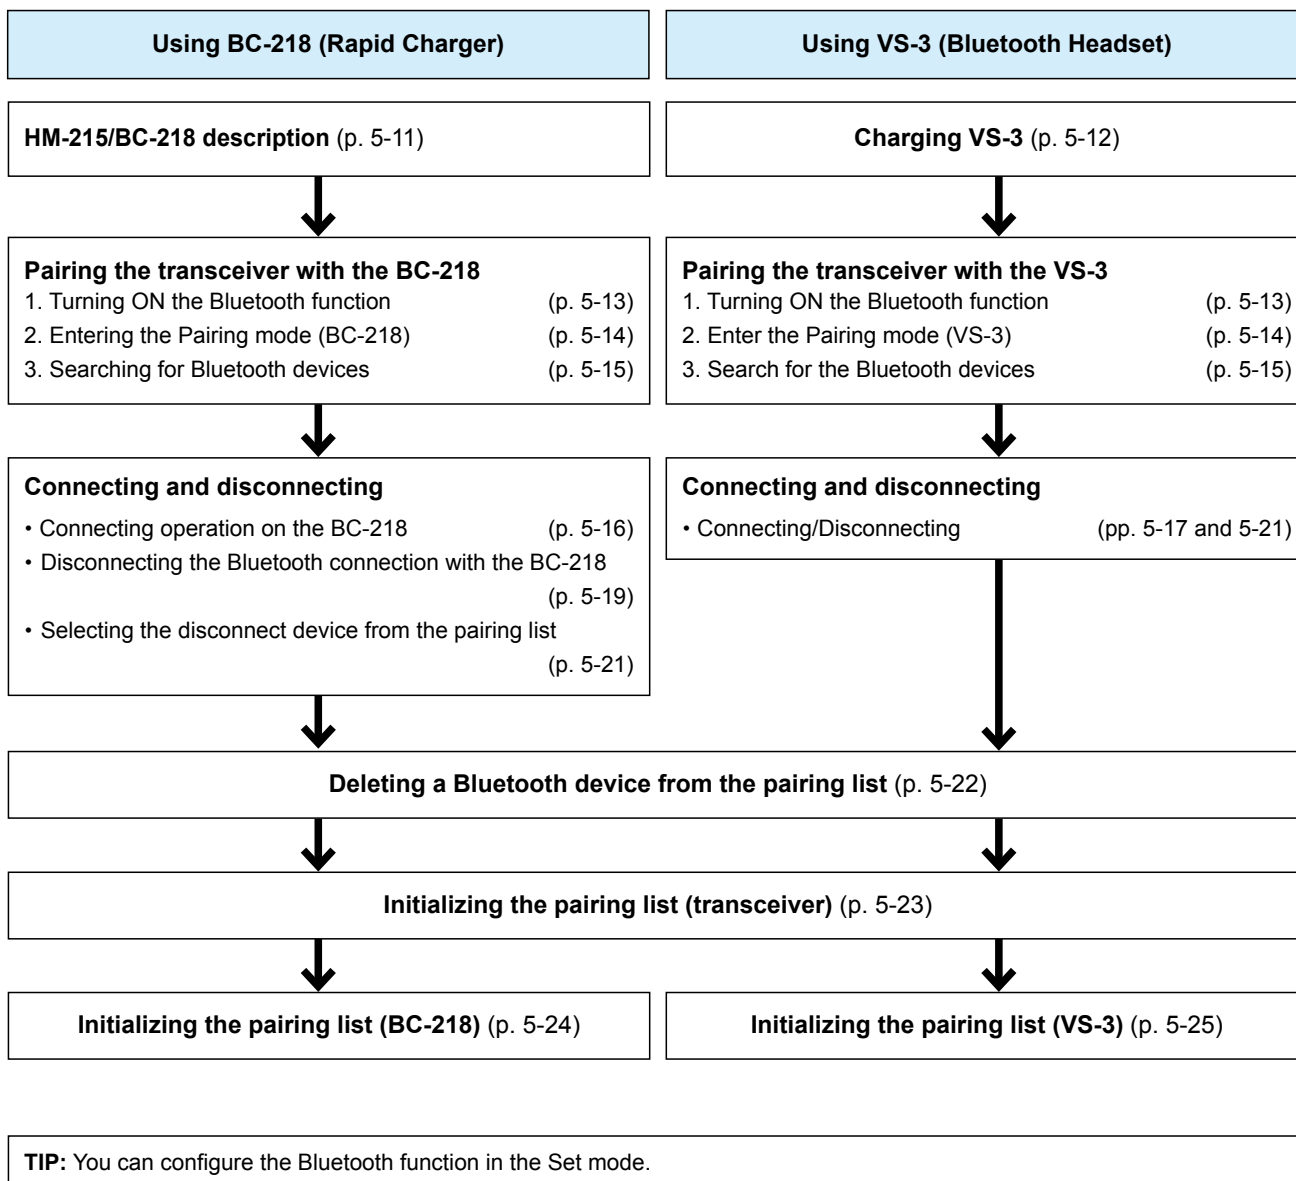 Using BC-218 (Rapid Charger)
HM-215/BC-218 description (p. 5-11)
Pairing the transceiver with the BC-218
1. Turning ON the Bluetooth function (p. 5-13)
2. Entering the Pairing mode (BC-218) (p. 5-14)
3. Searching for Bluetooth devices (p. 5-15)
Connecting and disconnecting
• Connecting operation on the BC-218 (p. 5-16)
• Disconnecting the Bluetooth connection with the BC-218
(p. 5-19)
• Selecting the disconnect device from the pairing list
(p. 5-21)
Using VS-3 (Bluetooth Headset)
Charging VS-3 (p. 5-12)
Pairing the transceiver with the VS-3
1. Turning ON the Bluetooth function (p. 5-13)
2. Enter the Pairing mode (VS-3) (p. 5-14)
3. Search for the Bluetooth devices (p. 5-15)
Connecting and disconnecting
• Connecting/Disconnecting (pp. 5-17 and 5-21)
Deleting a Bluetooth device from the pairing list (p. 5-22)
Initializing the pairing list (transceiver) (p. 5-23)
Initializing the pairing list (BC-218) (p. 5-24)
Initializing the pairing list (VS-3) (p. 5-25)
TIP: You can configure the Bluetooth function in the Set mode.